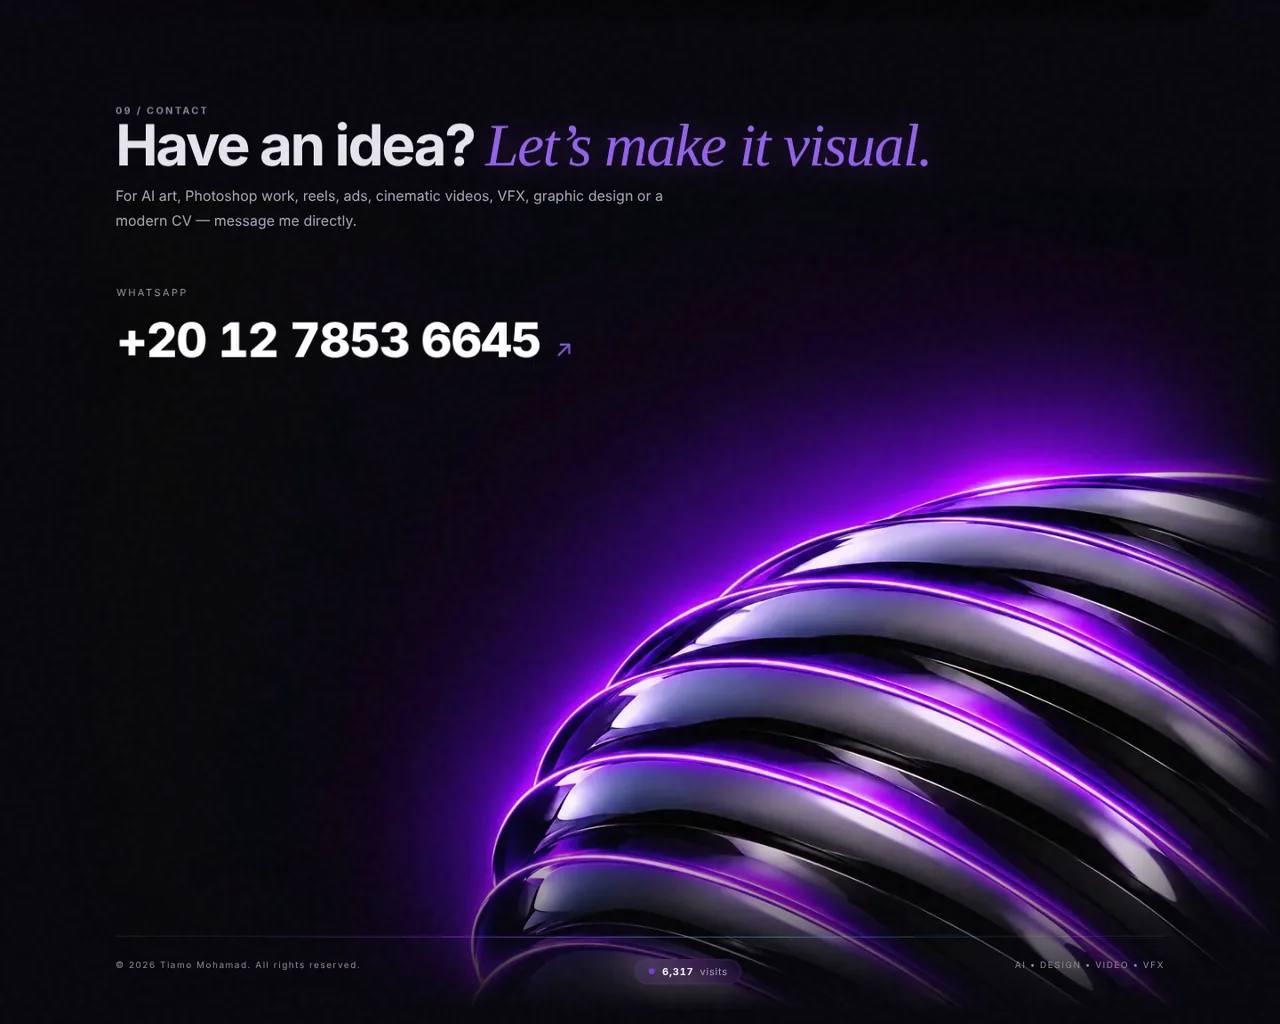 09 / CONTACT
Have an idea? Let’s make it visual.
For AI art, Photoshop work, reels, ads, cinematic videos, VFX, graphic design or a
modern CV — message me directly.
WHATSAPP
+20 12 7853 6645 ↗
© 2026 Tiamo Mohamad. All rights reserved.
6,317 visits
AI • DESIGN • VIDEO • VFX